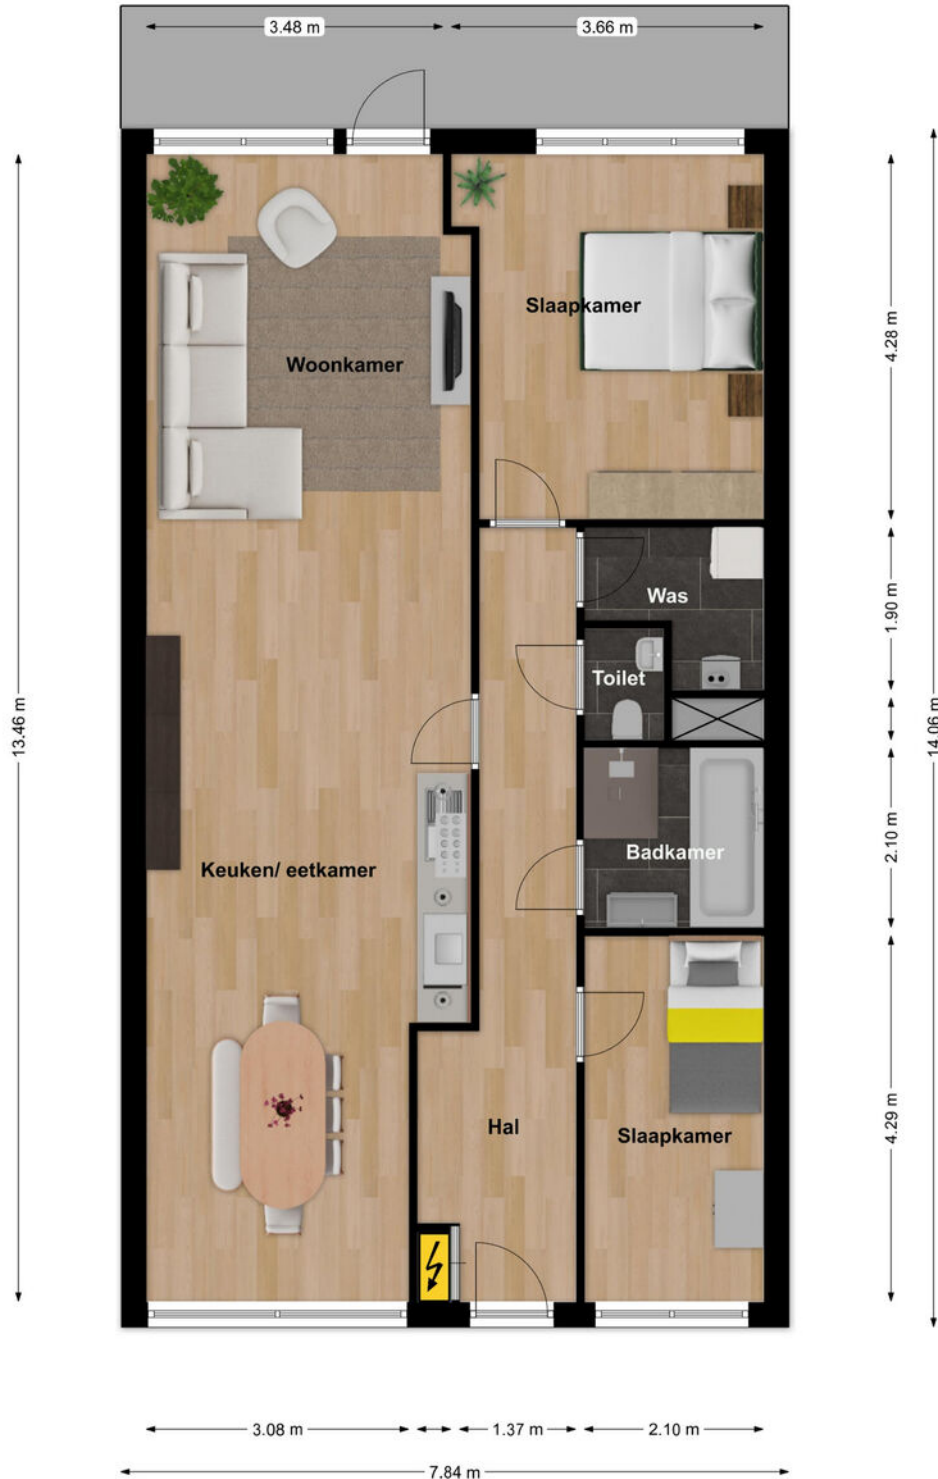 3.48 m
3.66 m
Slaapkamer
4.28 m
Woonkamer
Was
1.90 m
Toilet
13.46 m
14.06 m
2.10 m
Badkamer
Keuken/ eetkamer
4.29 m
Hal
Slaapkamer
3.08 m
1.37 m
2.10 m
7.84 m